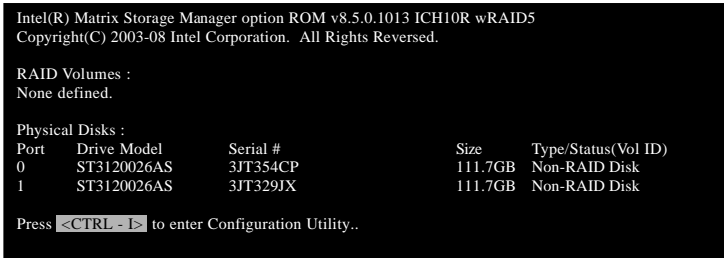 Intel(R) Matrix Storage Manager option ROM v8.5.0.1013 ICH10R wRAID5
Copyright(C) 2003-08 Intel Corporation. All Rights Reversed.
RAID Volumes :
None defined.
Physical Disks :
Port Drive Model Serial # Size Type/Status(Vol ID)
0 ST3120026AS 3JT354CP 111.7GB Non-RAID Disk
1 ST3120026AS 3JT329JX 111.7GB Non-RAID Disk
Press <CTRL - I> to enter Configuration Utility..